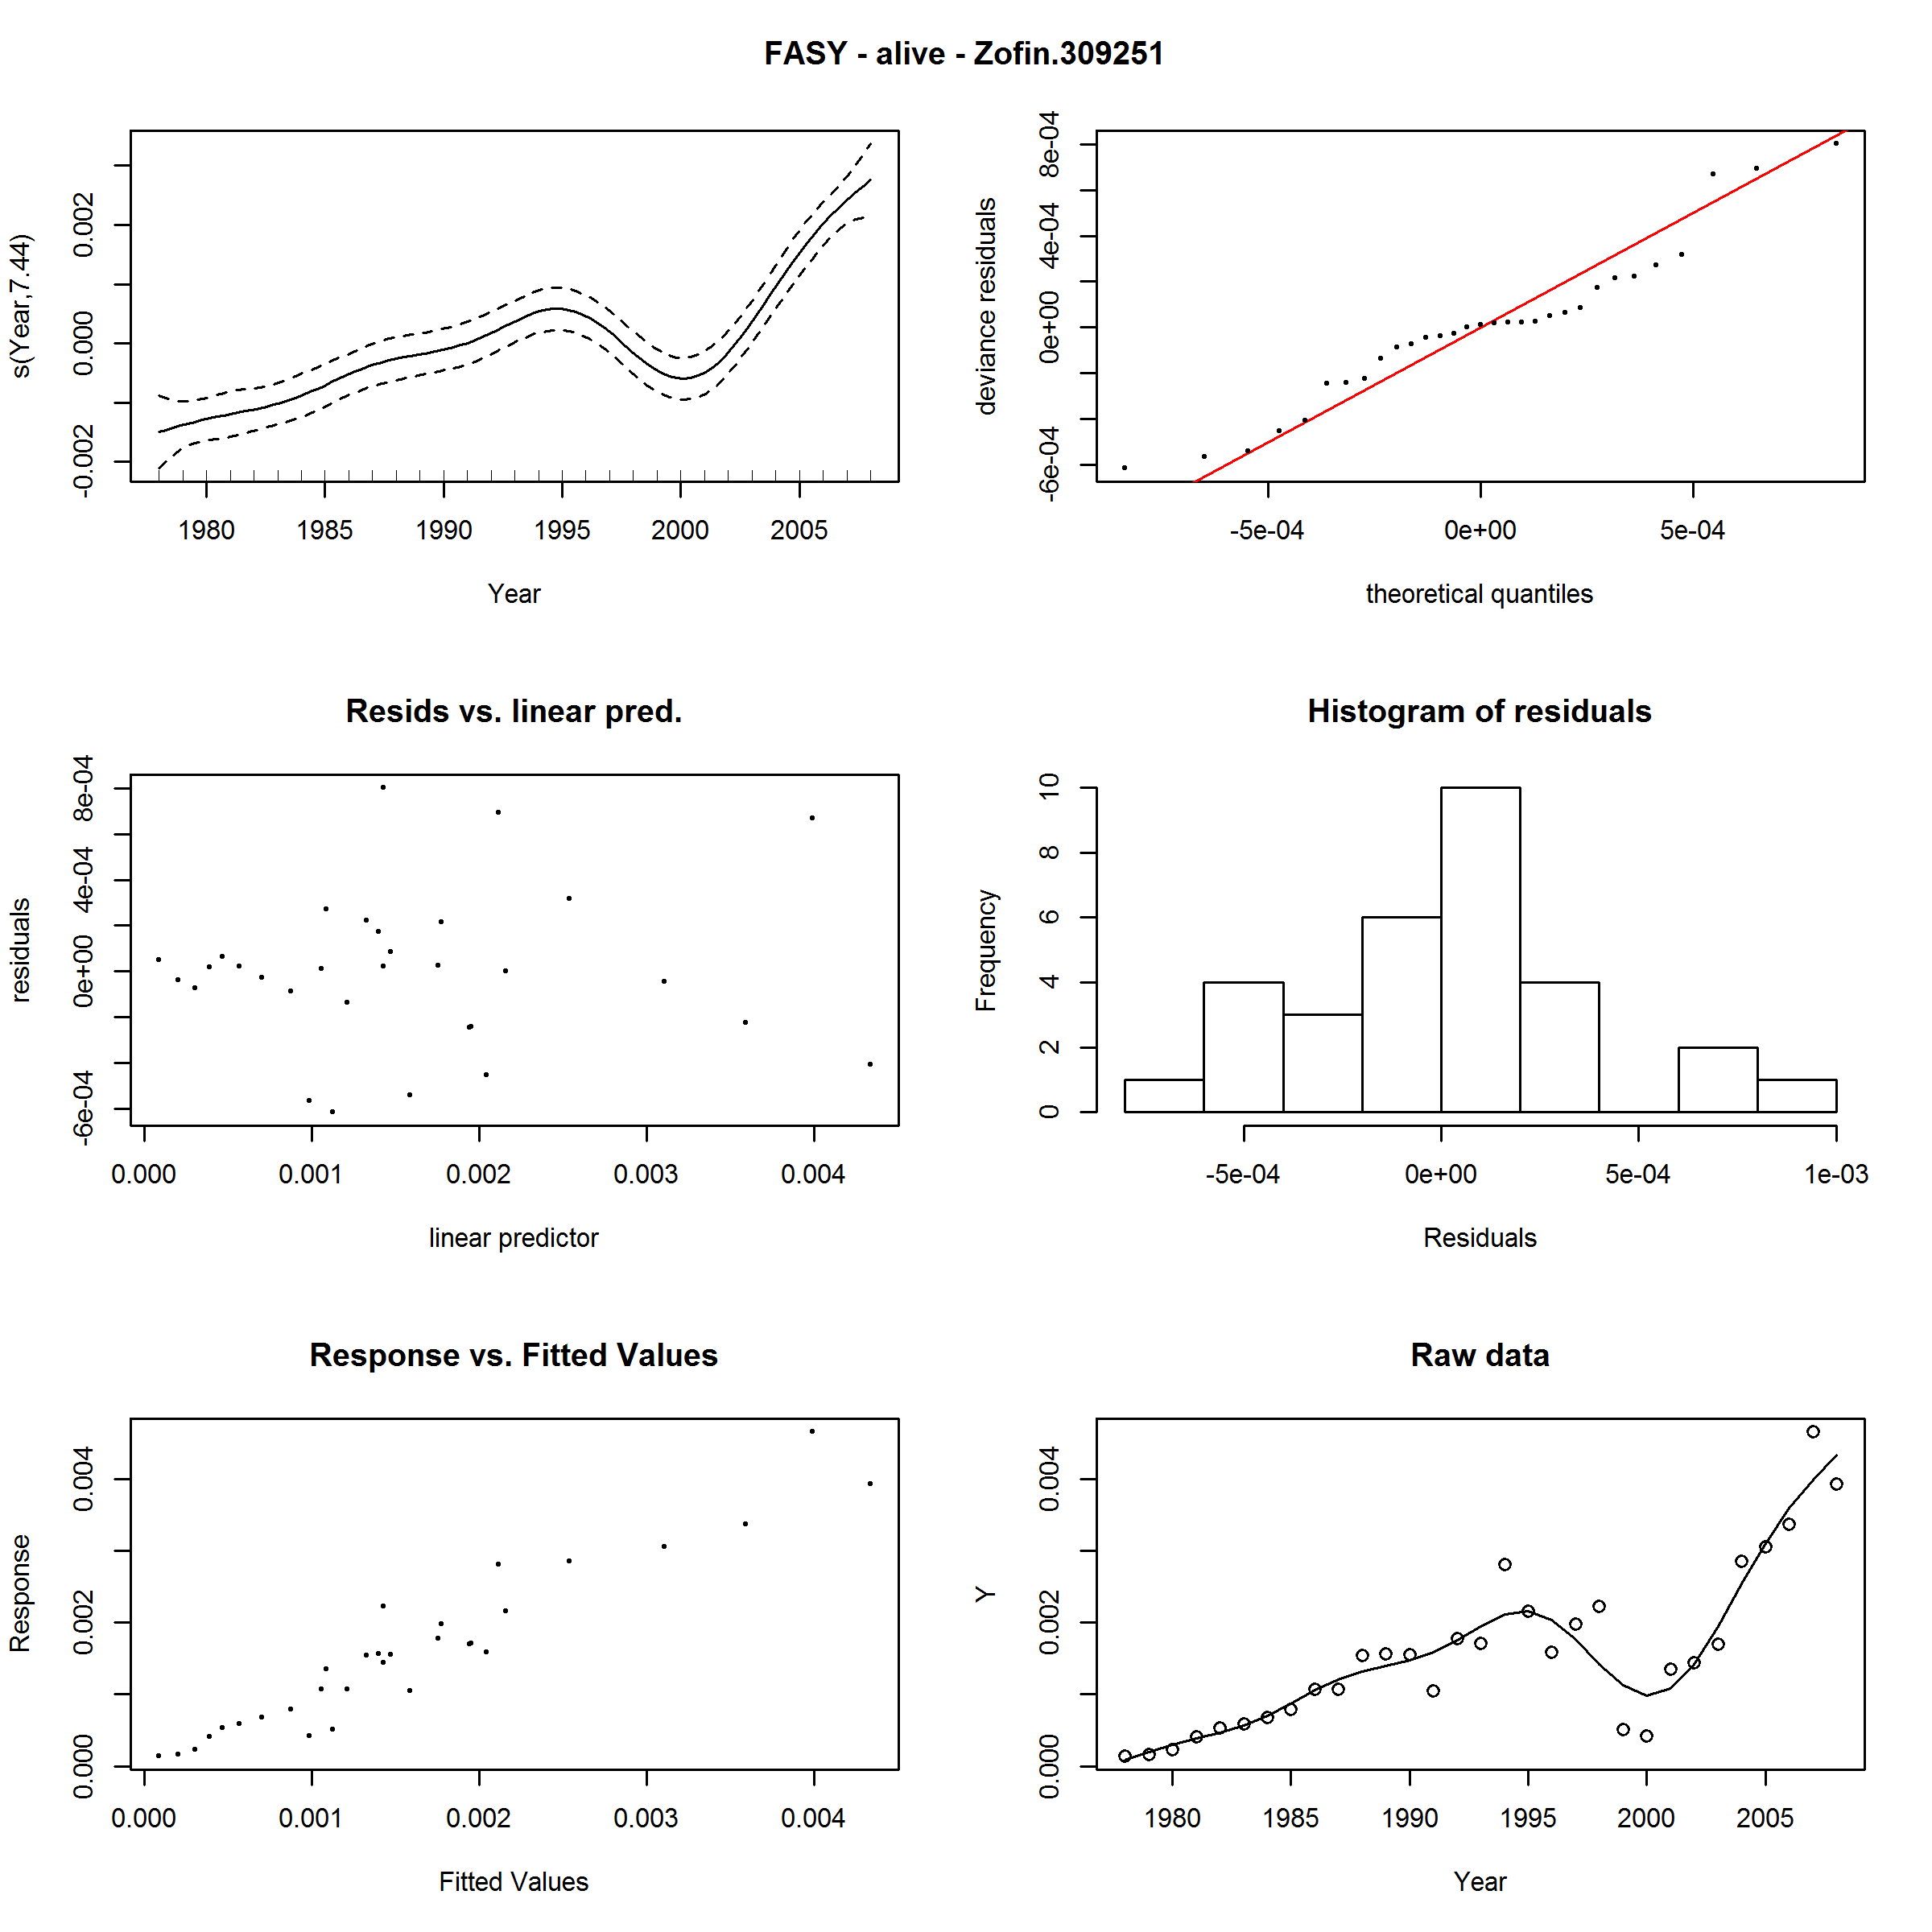 FASY - alive - Zofin.309251
s(Year,7.44)
-0.002 0.000 0.002
1980 1985 1990 1995 2000 2005
Year
deviance residuals
-6e-04 0e+00 4e-04 8e-04
-5e-04 0e+00 5e-04
theoretical quantiles
Resids vs. linear pred.
residuals
-6e-04 0e+00 4e-04 8e-04
0.000 0.001 0.002 0.003 0.004
linear predictor
Histogram of residuals
Frequency
0 2 4 6 8 10
-5e-04 0e+00 5e-04 1e-03
Residuals
Response vs. Fitted Values
Response
0.000 0.002 0.004
0.000 0.001 0.002 0.003 0.004
Fitted Values
Raw data
Y
0.000 0.002 0.004
1980 1985 1990 1995 2000 2005
Year